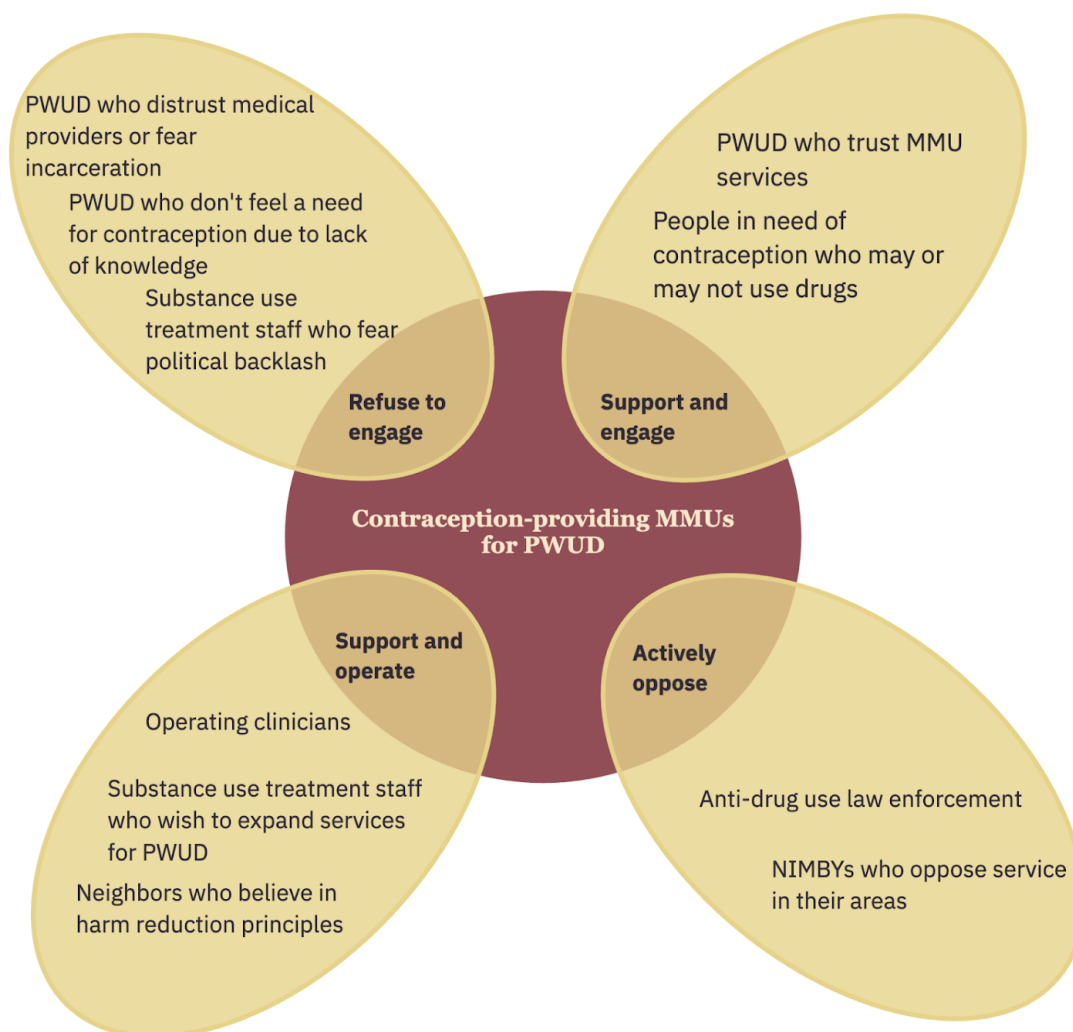 PWUD who distrust medical
providers or fear
incarceration
PWUD who don't feel a need
for contraception due to lack
of knowledge
Substance use
treatment staff who fear
political backlash
Refuse to
engage
PWUD who trust MMU
services
People in need of
contraception who may or
may not use drugs
Support and
engage
Contraception-providing MMUs
for PWUD
Support and
operate
Operating clinicians
Substance use treatment staff
who wish to expand services
for PWUD
Neighbors who believe in
harm reduction principles
Actively
oppose
Anti-drug use law enforcement
NIMBYs who oppose service
in their areas